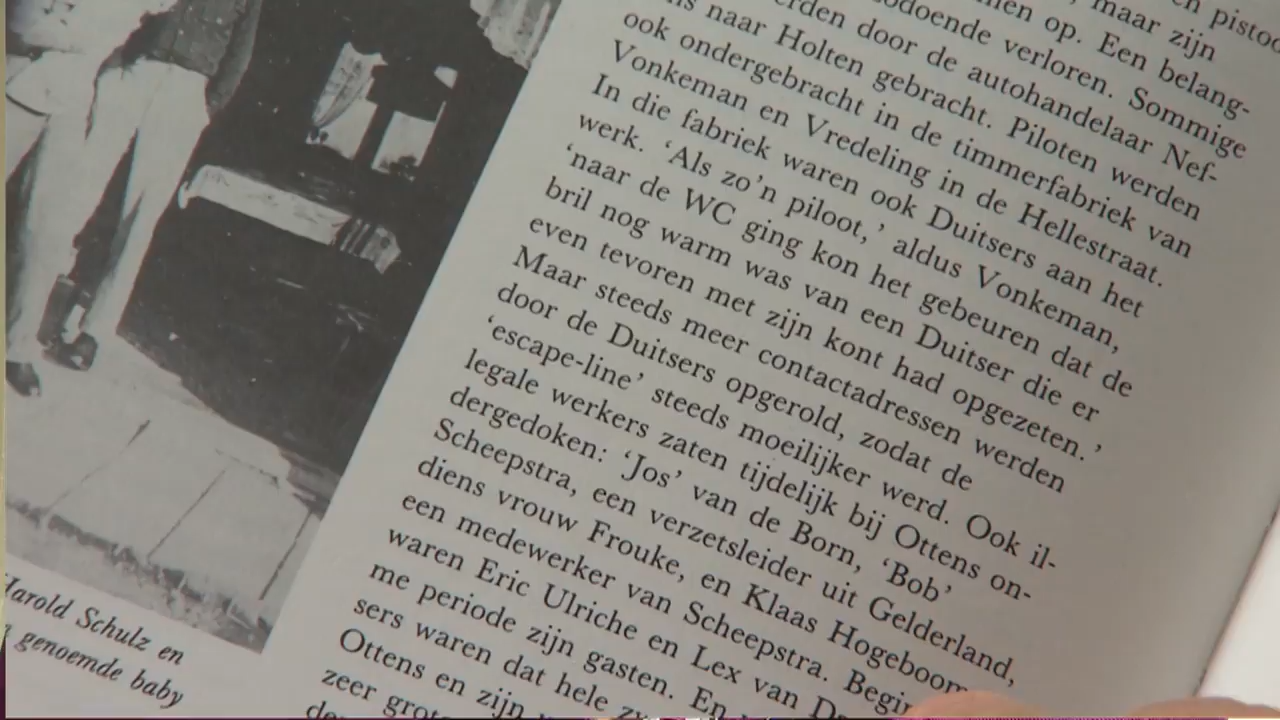 en pistoo
maar zijn
men op. Een belang-
odoende verloren. Sommige
erden door de autohandelaar Nef-
ns naar Holten gebracht. Piloten werden
ook ondergebracht in de timmerfabriek van
Vonkeman en Vredeling in de Hellestraat.
In die fabriek waren ook Duitsers aan het
werk. ‘Als zo’n piloot,’ aldus Vonkeman,
‘naar de WC ging kon het gebeuren dat de
bril nog warm was van een Duitser die er
even tevoren met zijn kont had opgezeten.’
Maar steeds meer contactadressen werden
door de Duitsers opgerold, zodat de
‘escape-line’ steeds moeilijker werd. Ook il-
legale werkers zaten tijdelijk bij Ottens on-
dergedoken: ‘Jos’ van de Born, ‘Bob’
Scheepstra, een verzetsleider uit Gelderland,
diens vrouw Frouke, en Klaas Hogeboom
een medewerker van Scheepstra. Begin
waren Eric Ulriche en Lex van Da
me periode zijn gasten. En
sers waren dat hele
Ottens en zijn
zeer grot
de
Harold Schulz en
genoemde baby